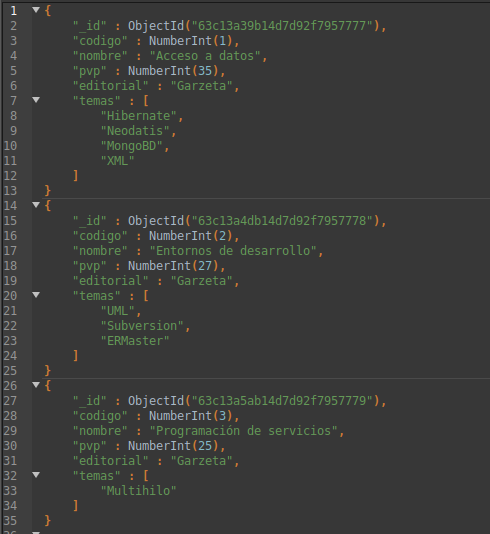 1 {
2 "_id" : ObjectId("63c13a39b14d7d92f7957777"),
3 "codigo" : NumberInt(1),
4 "nombre" : "Acceso a datos",
5 "pvp" : NumberInt(35),
6 "editorial" : "Garzeta",
7 "temas" : [
8 "Hibernate",
9 "Neodatis",
10 "MongoBD",
11 "XML"
12 ]
13 }
14 {
15 "_id" : ObjectId("63c13a4db14d7d92f7957778"),
16 "codigo" : NumberInt(2),
17 "nombre" : "Entornos de desarrollo",
18 "pvp" : NumberInt(27),
19 "editorial" : "Garzeta",
20 "temas" : [
21 "UML",
22 "Subversion",
23 "ERMaster"
24 ]
25 }
26 {
27 "_id" : ObjectId("63c13a5ab14d7d92f7957779"),
28 "codigo" : NumberInt(3),
29 "nombre" : "Programación de servicios",
30 "pvp" : NumberInt(25),
31 "editorial" : "Garzeta",
32 "temas" : [
33 "Multihilo"
34 ]
35 }